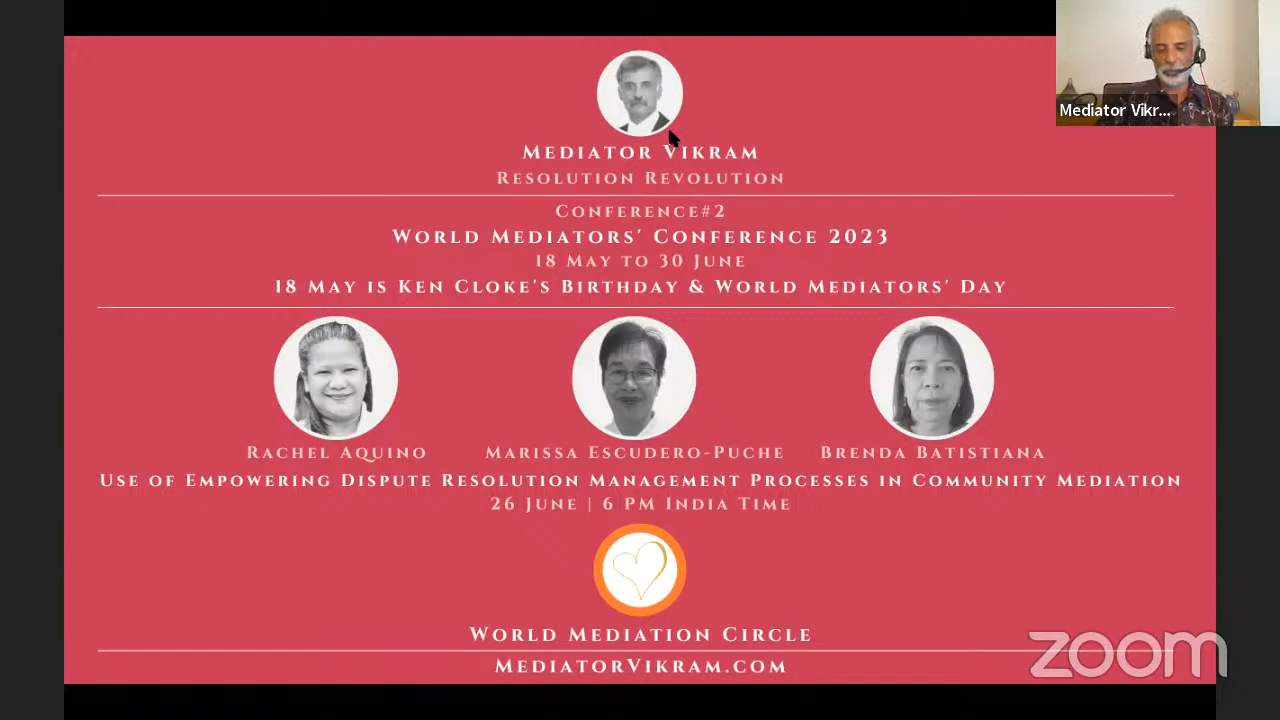 Mediator Vikr...
Mediator Vikram
Resolution Revolution
Conference#2
World Mediators' Conference 2023
18 May to 30 June
18 May is Ken Cloke's Birthday & World Mediators' Day
Rachel Aquino
Marissa Escudero-Puche
Brenda Batistiana
Use of Empowering Dispute Resolution Management Processes in Community Mediation
26 June | 6 PM India Time
World Mediation Circle
MediatorVikram.com
zoom